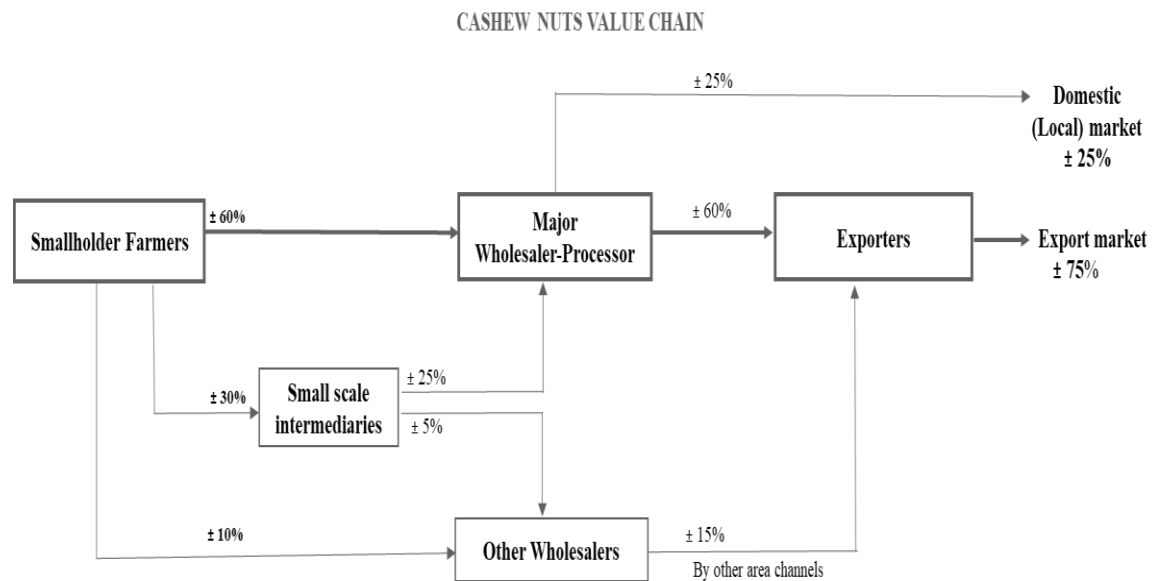 CASHEW NUTS VALUE CHAIN
± 25%
Domestic
(Local) market
± 25%
Smallholder Farmers
± 60%
Major
Wholesaler-Processor
± 60%
Exporters
Export market
± 75%
± 30%
Small scale
intermediaries
± 25%
± 5%
± 10%
Other Wholesalers
± 15%
By other area channels